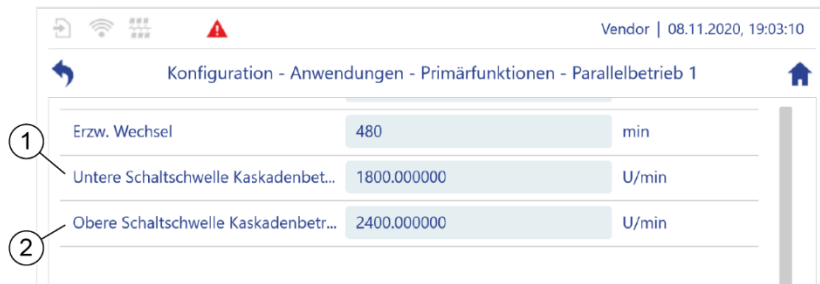 Vendor | 08.11.2020, 19:03:10
Konfiguration - Anwendungen - Primärfunktionen - Parallelbetrieb 1
1
Erzw. Wechsel 480 min
Untere Schaltschwelle Kaskadenbet... 1800.000000 U/min
Obere Schaltschwelle Kaskadenbetr... 2400.000000 U/min
2